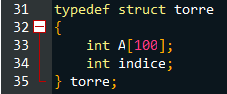 31 typedef struct torre
32 {
33 int A[100];
34 int indice;
35 } torre;